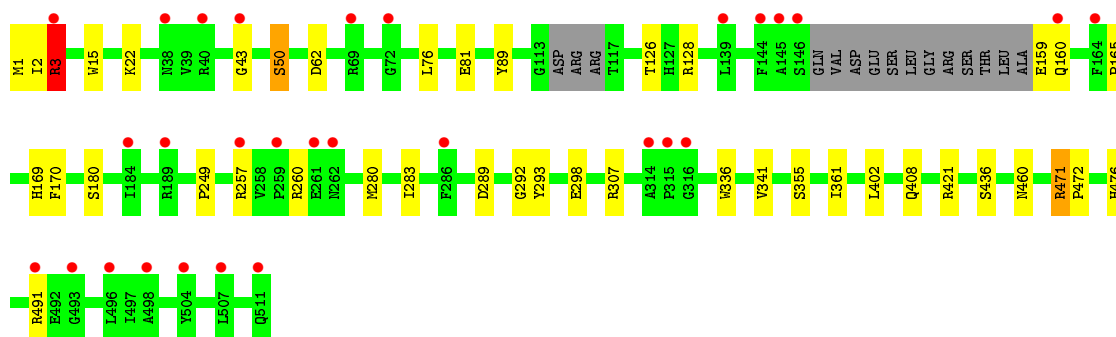 M1 I2 R3 W15 K22 N38 V39 R40 G43 S50 D62 R69 G72 L76 E81 Y89 G113 ASP ARG ARG T117 T126 H127 R128 L139 F144 A145 S146 GLN VAL ASP GLU SER LEU GLY ARG SER THR LEU ALA E159 Q160 F164
H169 F170 S180 I184 R189 P249 R257 V258 P259 R260 E261 N262 M280 I283 F286 D289 G292 Y293 E298 R307 A314 P315 G316 W336 V341 S355 I361 L402 Q408 R421 S436 N460 R471 P472
R491 E492 G493 L496 I497 A498 Y504 L507 Q511